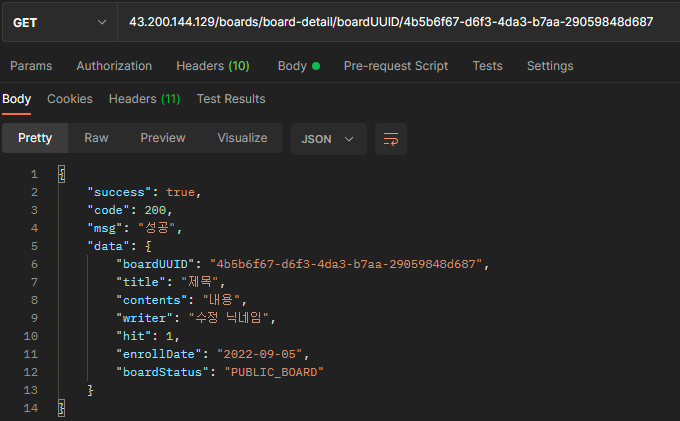 GET 43.200.144.129/boards/board-detail/boardUUID/4b5b6f67-d6f3-4da3-b7aa-29059848d687
Params Authorization Headers (10) Body Pre-request Script Tests Settings
Body Cookies Headers (11) Test Results
Pretty Raw Preview Visualize JSON
1 {
2 "success": true,
3 "code": 200,
4 "msg": "성공",
5 "data": {
6 "boardUUID": "4b5b6f67-d6f3-4da3-b7aa-29059848d687",
7 "title": "제목",
8 "contents": "내용",
9 "writer": "수정 닉네임",
10 "hit": 1,
11 "enrollDate": "2022-09-05",
12 "boardStatus": "PUBLIC_BOARD"
13 }
14 }